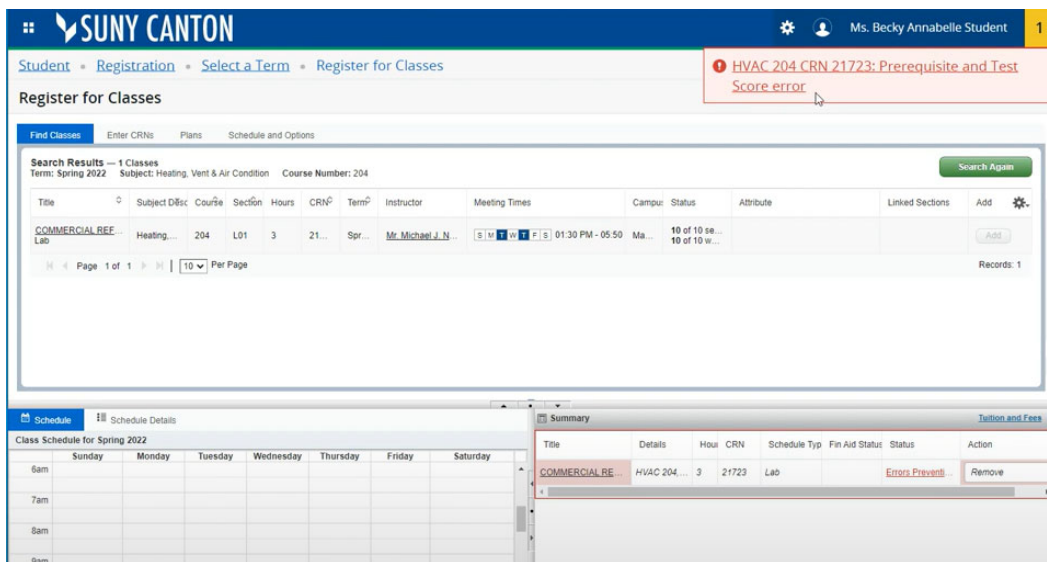 SUNY CANTON
Ms. Becky Annabelle Student
1
Student Registration Select a Term Register for Classes
HVAC 204 CRN 21723: Prerequisite and Test
Score error
Register for Classes
Find Classes Enter CRNs Plans Schedule and Options
Search Results — 1 Classes
Term: Spring 2022 Subject: Heating, Vent & Air Condition Course Number: 204
Search Again
Title Subject Desc Course Section Hours CRN Term Instructor Meeting Times Campus Status Attribute Linked Sections Add
COMMERCIAL REF...
Lab
Heating,... 204 L01 3 21... Spr... Mr. Michael J. N... S M T W T F S 01:30 PM - 05:50 Ma...
10 of 10 se...
10 of 10 w...
Add
Page 1 of 1 10 Per Page Records: 1
Schedule Schedule Details
Class Schedule for Spring 2022
Sunday Monday Tuesday Wednesday Thursday Friday Saturday
6am
7am
8am
9am
Summary Tuition and Fees
Title Details Hour CRN Schedule Typ Fin Aid Status Status Action
COMMERCIAL RE... HVAC 204,... 3 21723 Lab Errors Preventi... Remove